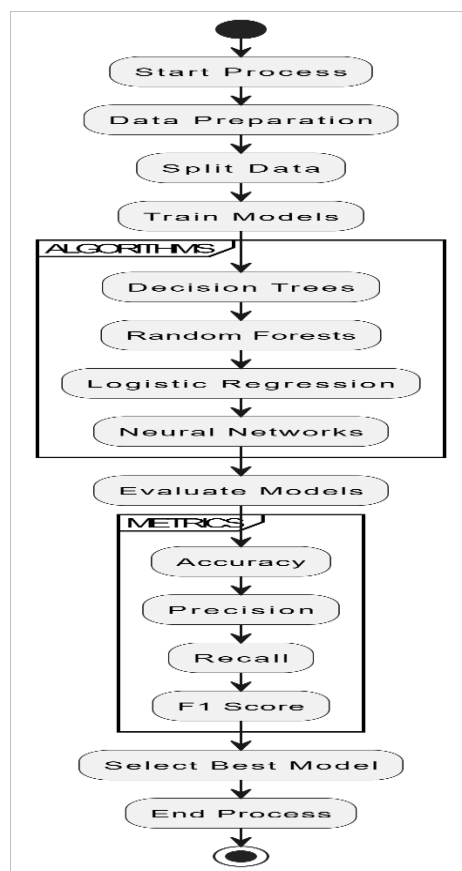 Start Process
Data Preparation
Split Data
Train Models
ALGORITHMS
Decision Trees
Random Forests
Logistic Regression
Neural Networks
Evaluate Models
METRICS
Accuracy
Precision
Recall
F1 Score
Select Best Model
End Process